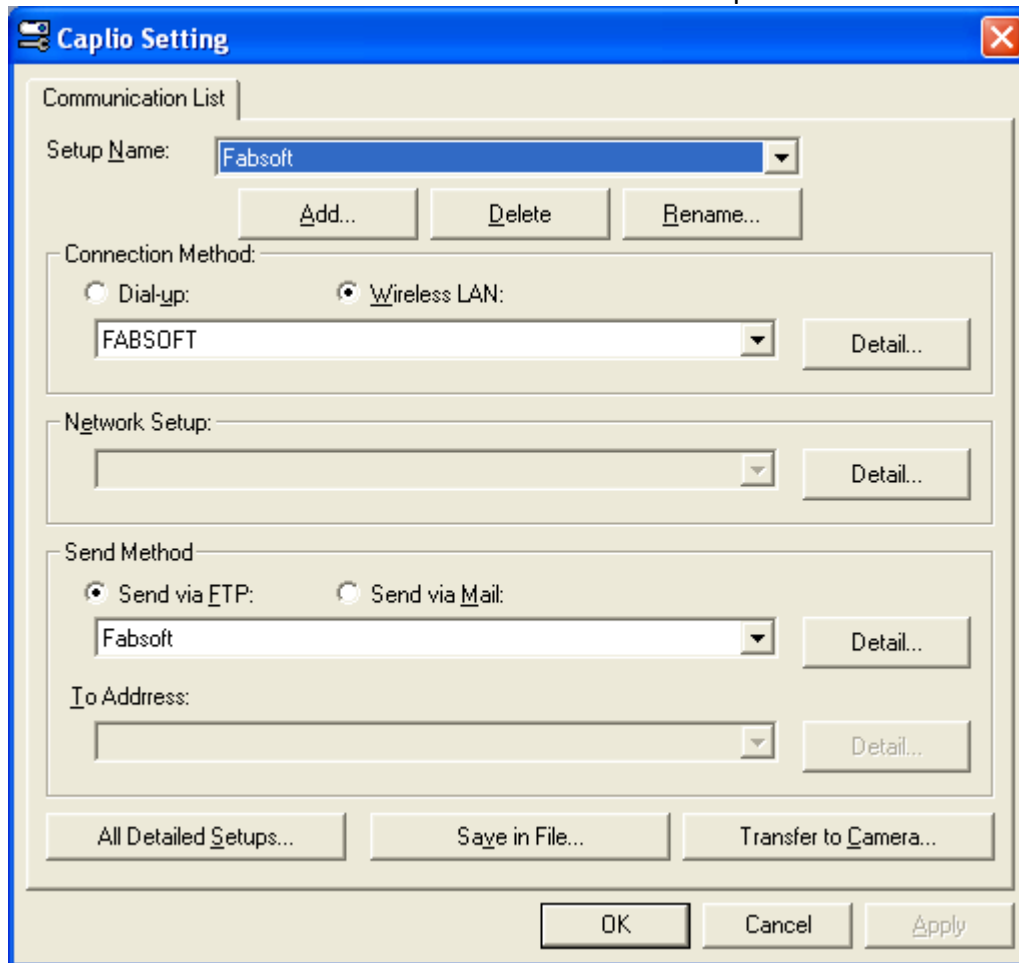 Caplio Setting
Communication List
Setup Name: Fabsoft
Add... Delete Rename...
Connection Method:
Dial-up: Wireless LAN:
FABSOFT Detail...
Network Setup:
Detail...
Send Method
Send via FTP: Send via Mail:
Fabsoft Detail...
To Addrress:
Detail...
All Detailed Setups... Save in File... Transfer to Camera...
OK Cancel Apply